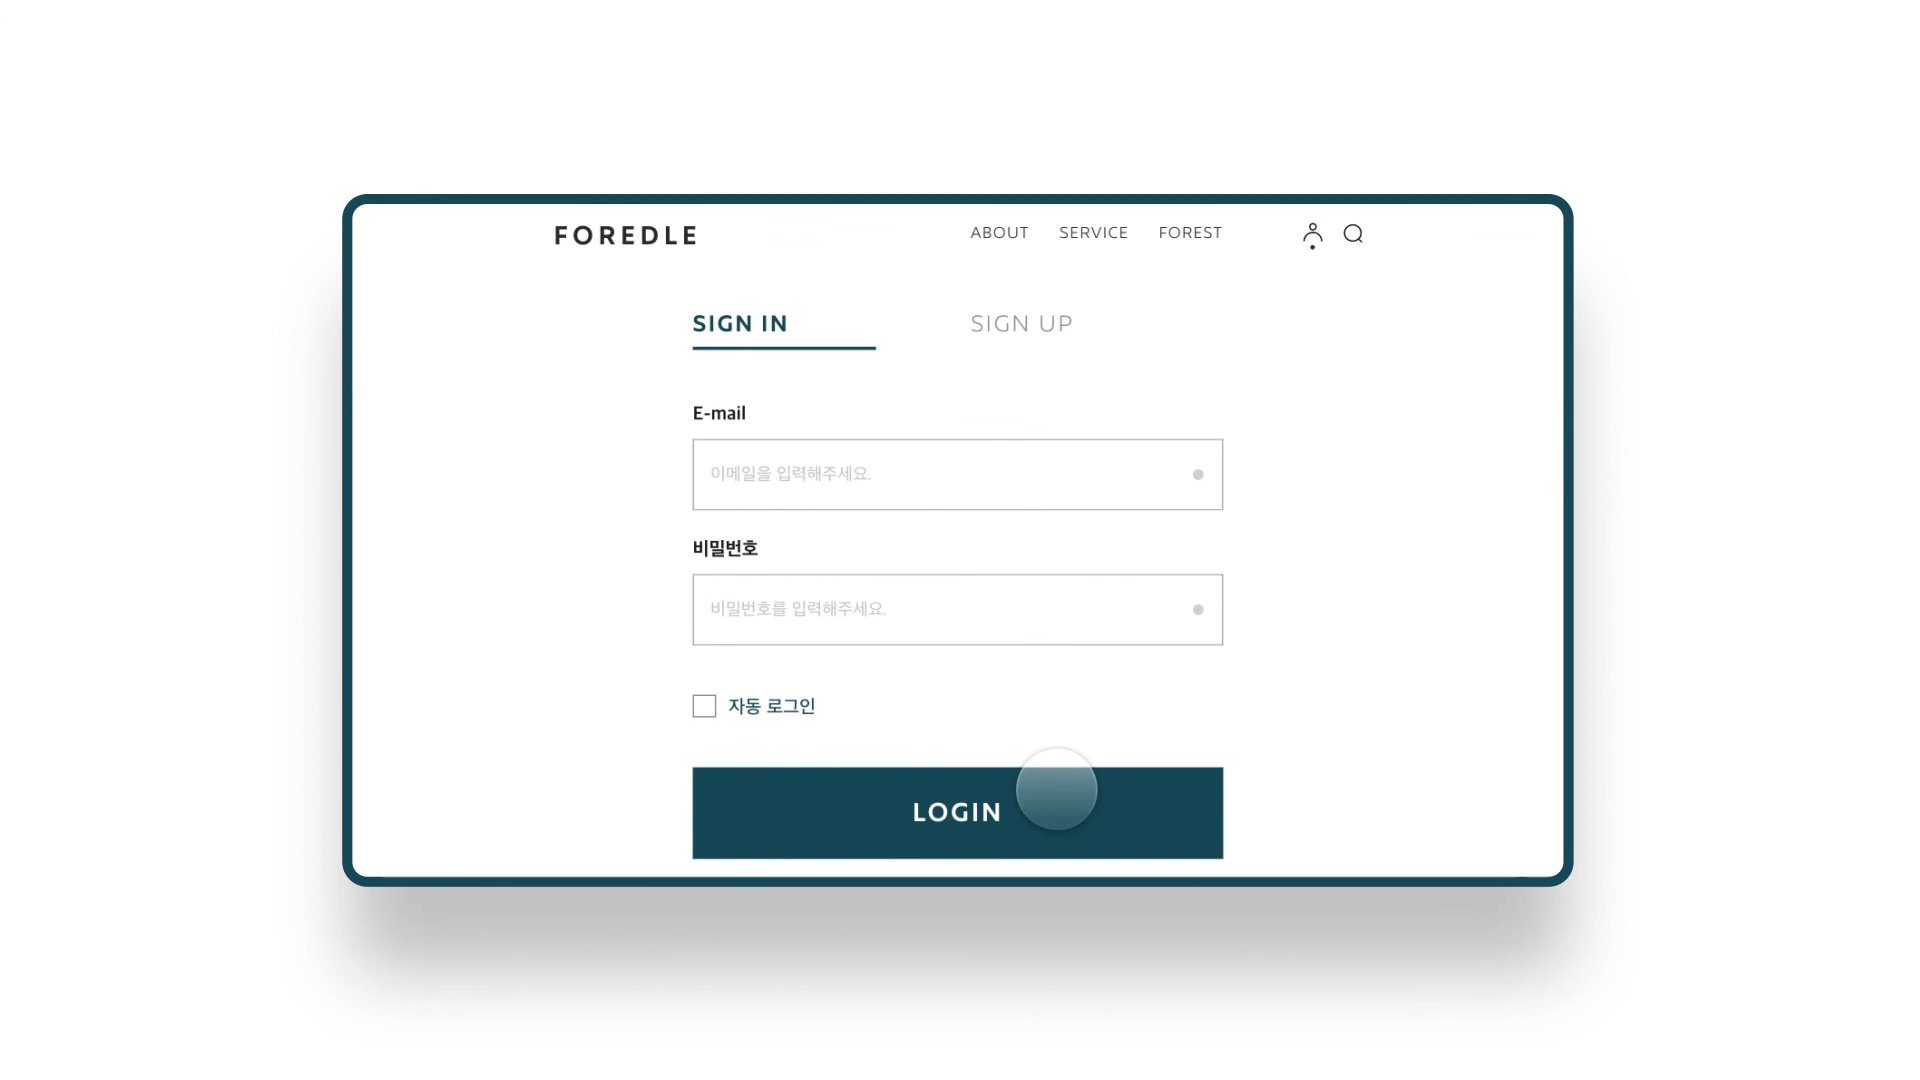 FOREDLE
ABOUT SERVICE FOREST
SIGN IN SIGN UP
E-mail
이메일을 입력해주세요.
비밀번호
비밀번호를 입력해주세요.
자동 로그인
LOGIN